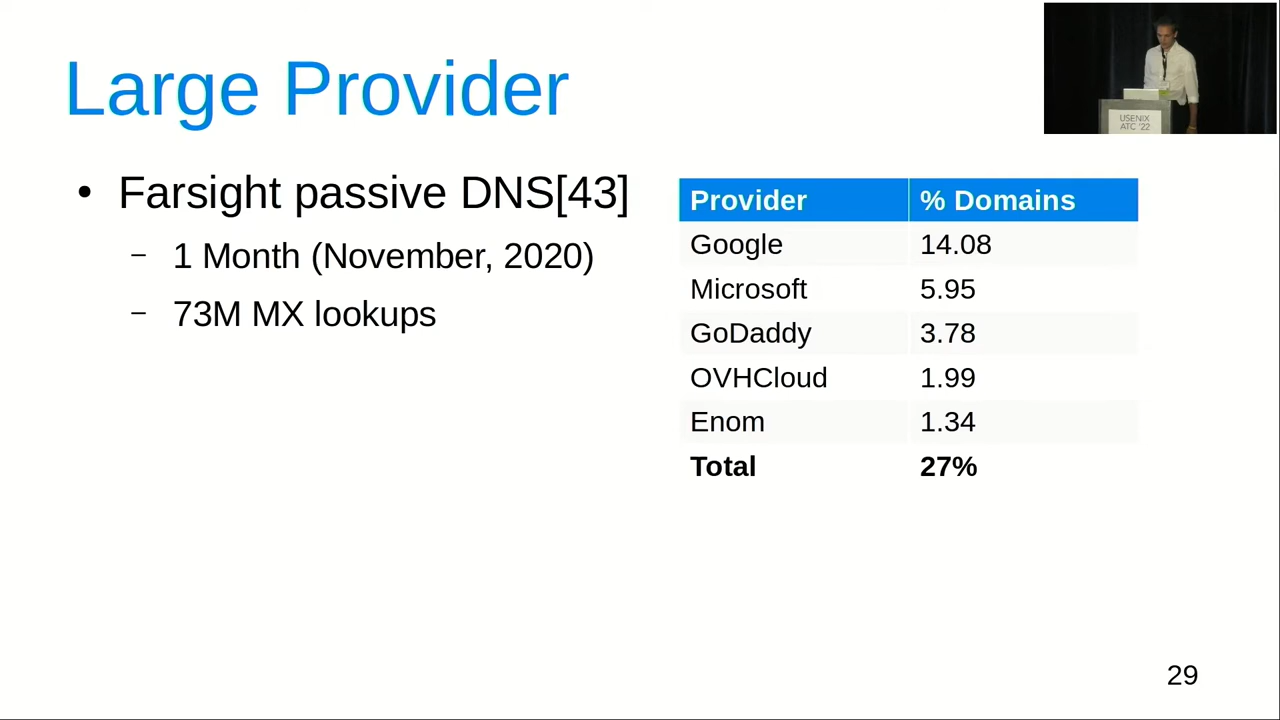 Large Provider
USENIX
ATC '22
• Farsight passive DNS[43]
– 1 Month (November, 2020)
– 73M MX lookups
Provider % Domains
Google 14.08
Microsoft 5.95
GoDaddy 3.78
OVHCloud 1.99
Enom 1.34
Total 27%
29